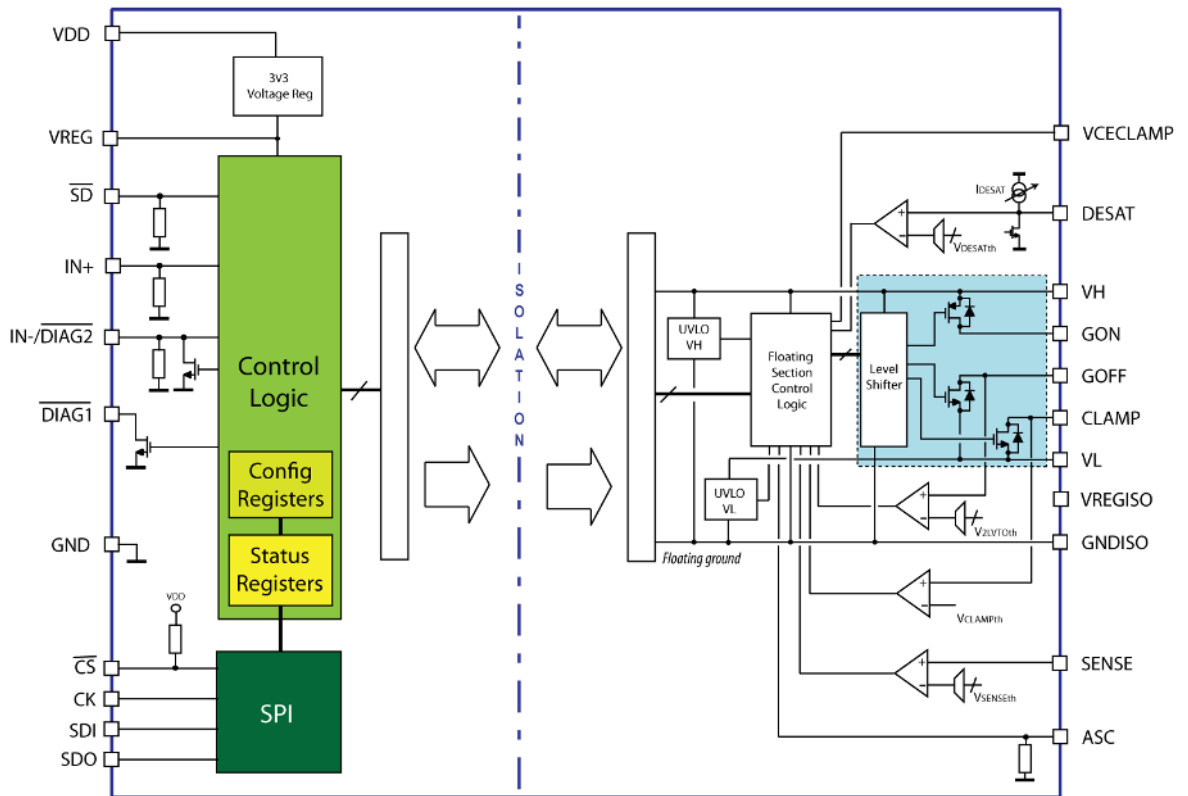 VDD
3V3
Voltage Reg
VREG
SD
IN+
IN-/DIAG2
DIAG1
GND
VDD
CS
CK
SDI
SDO
Control
Logic
Config
Registers
Status
Registers
SPI
ISOLATION
UVLO
VH
UVLO
VL
Floating
Section
Control
Logic
Level
Shifter
Floating ground
IDESAT
VDESATth
V2LVTOth
VCLAMPth
VSENSEth
VCECLAMP
DESAT
VH
GON
GOFF
CLAMP
VL
VREGISO
GNDISO
SENSE
ASC